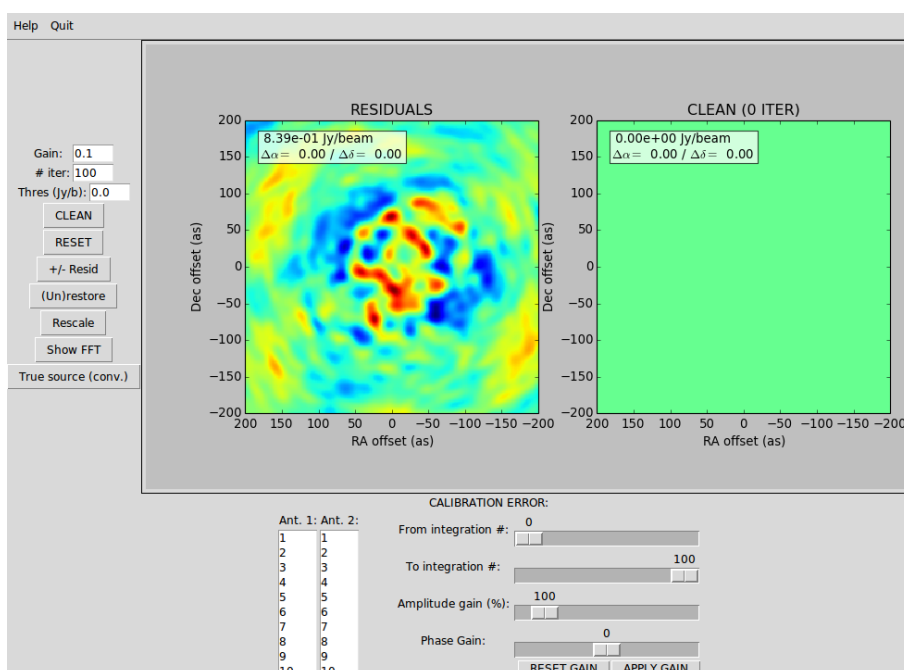 Help Quit
RESIDUALS
CLEAN (0 ITER)
8.39e-01 Jy/beam
Δα= 0.00 / Δδ= 0.00
0.00e+00 Jy/beam
Δα= 0.00 / Δδ= 0.00
Gain: 0.1
# iter: 100
Thres (Jy/b): 0.0
CLEAN
RESET
+/- Resid
(Un)restore
Rescale
Show FFT
True source (conv.)
Dec offset (as)
200
150
100
50
0
−50
−100
−150
−200
200 150 100 50 0 −50 −100 −150 −200
RA offset (as)
Dec offset (as)
200
150
100
50
0
−50
−100
−150
−200
200 150 100 50 0 −50 −100 −150 −200
RA offset (as)
CALIBRATION ERROR:
Ant. 1: Ant. 2:
1 1
2 2
3 3
4 4
5 5
6 6
7 7
8 8
9 9
10 10
From integration #: 0
To integration #: 100
Amplitude gain (%): 100
Phase Gain: 0
RESET GAIN APPLY GAIN